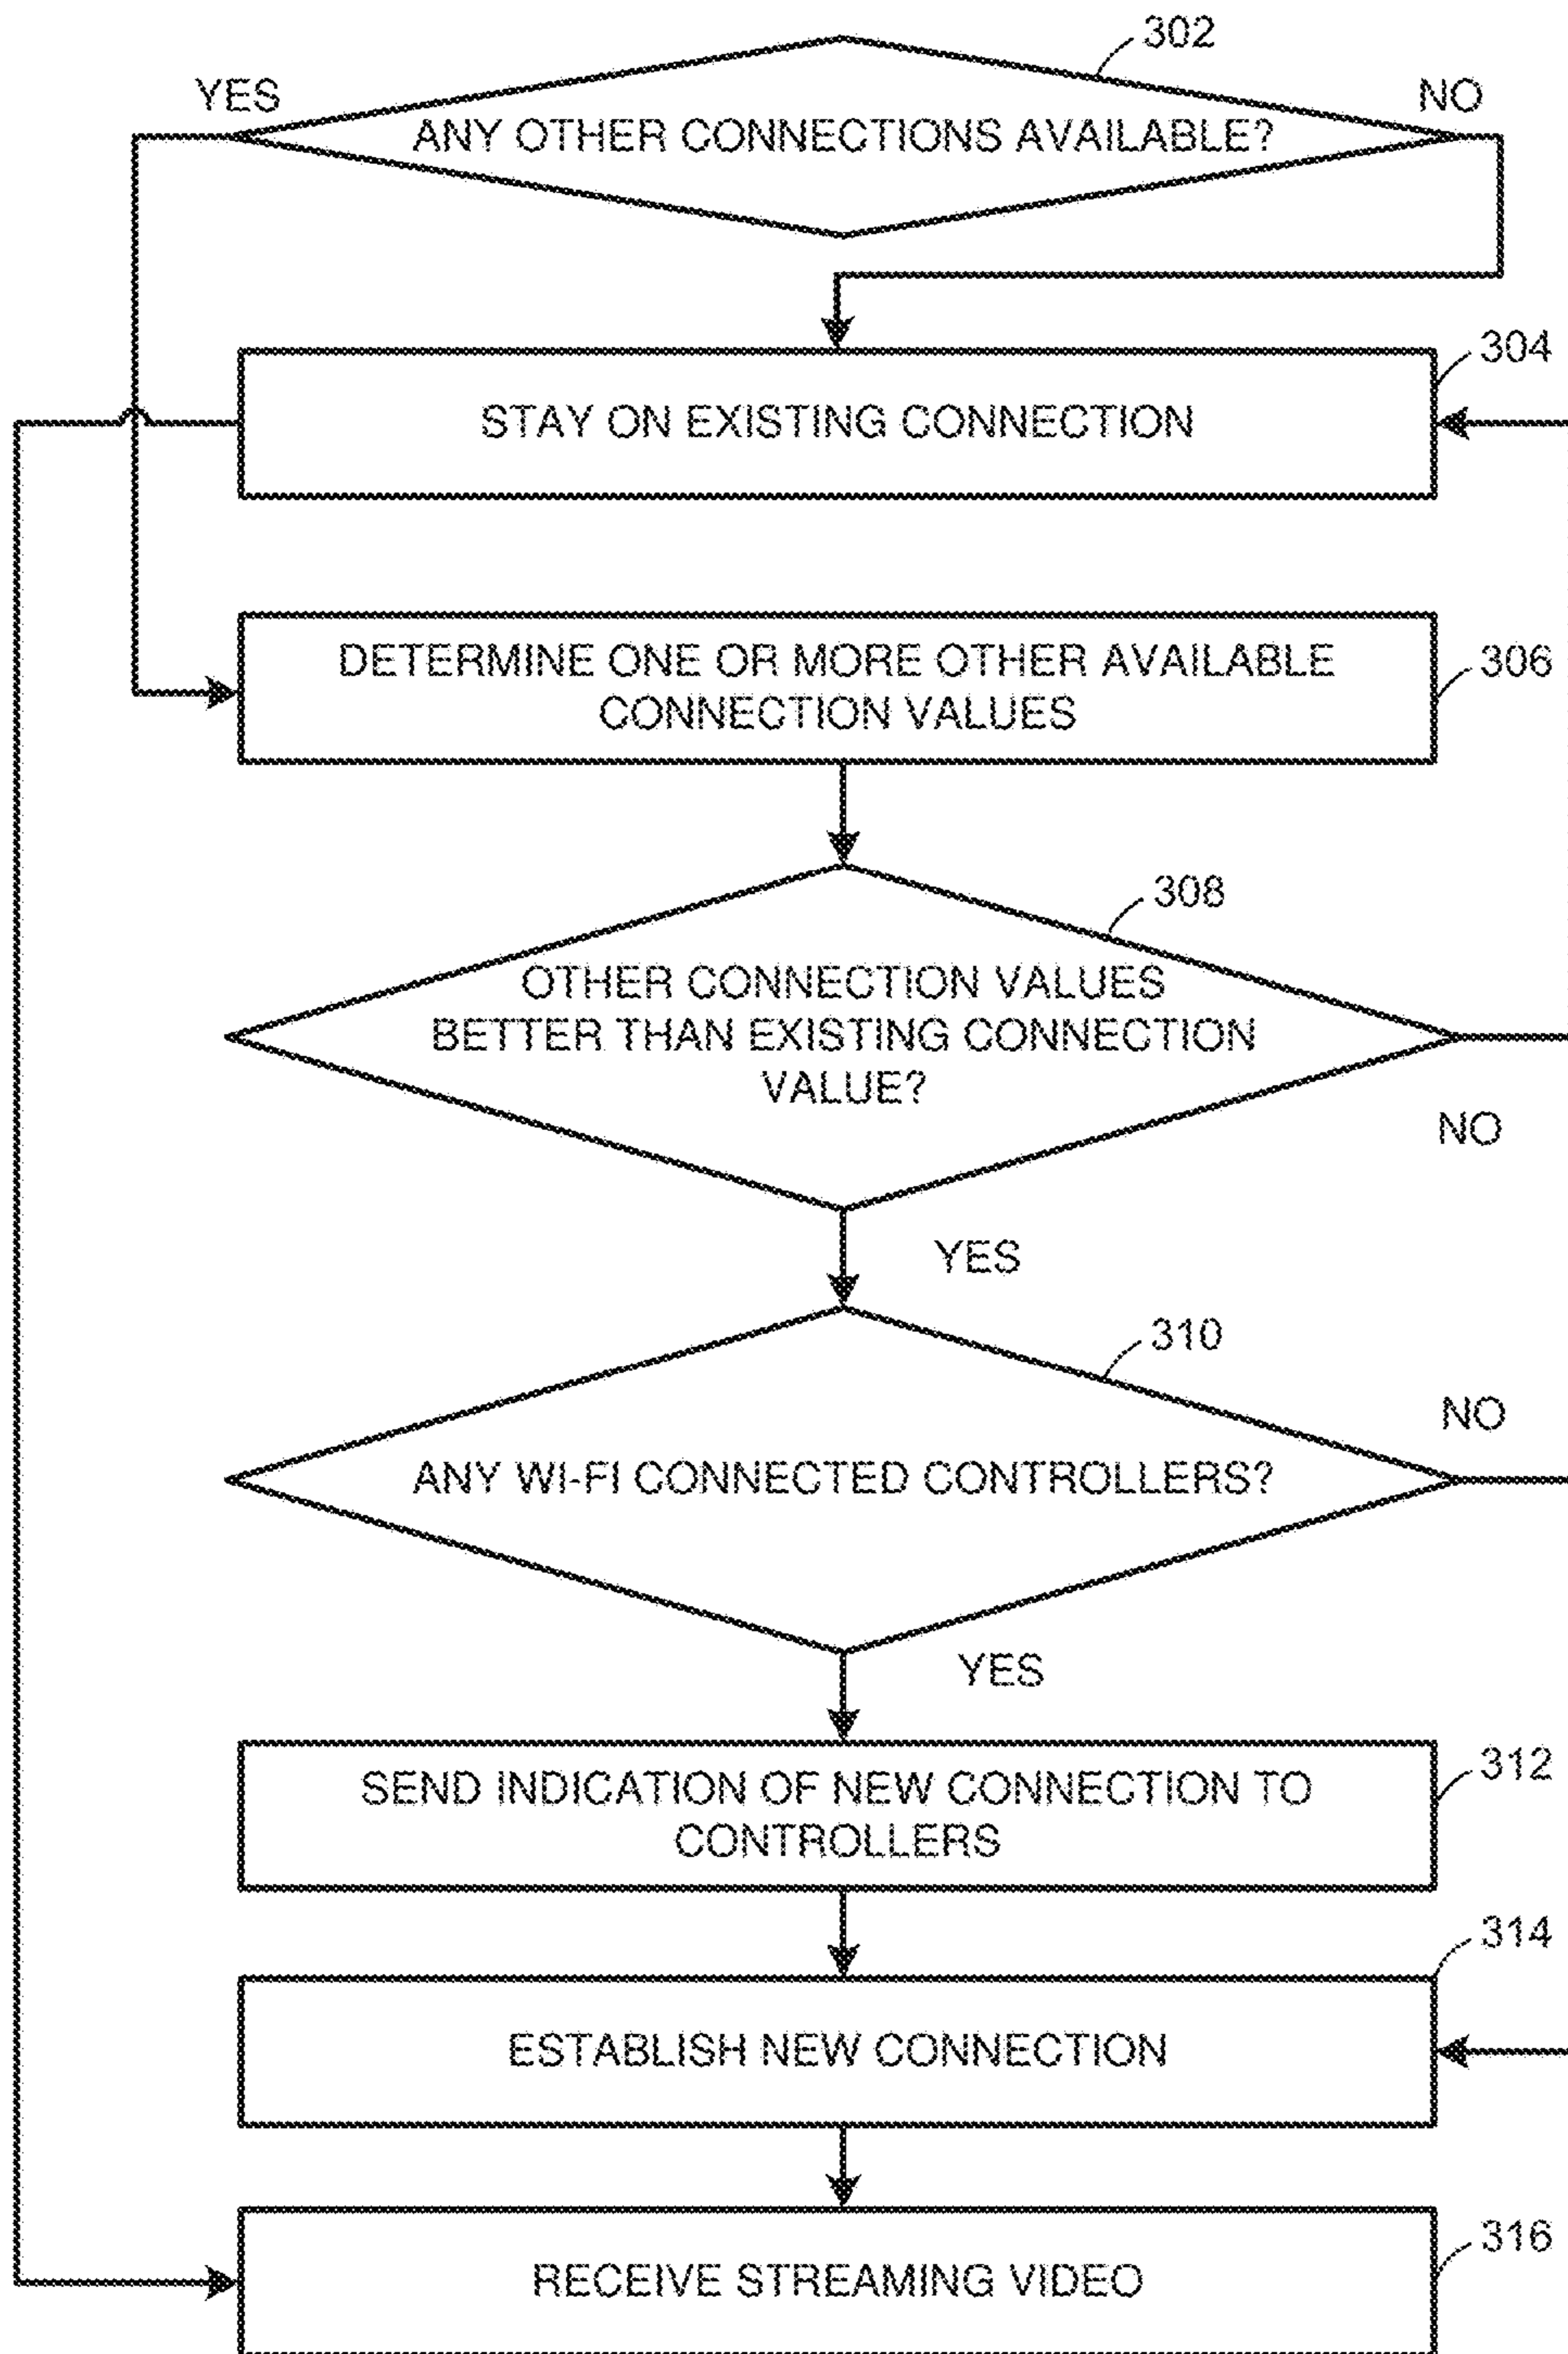 302
YES
NO
ANY OTHER CONNECTIONS AVAILABLE?
304
STAY ON EXISTING CONNECTION
DETERMINE ONE OR MORE OTHER AVAILABLE
CONNECTION VALUES
306
308
OTHER CONNECTION VALUES
BETTER THAN EXISTING CONNECTION
VALUE?
NO
YES
310
NO
ANY WI-FI CONNECTED CONTROLLERS?
YES
312
SEND INDICATION OF NEW CONNECTION TO
CONTROLLERS
314
ESTABLISH NEW CONNECTION
316
RECEIVE STREAMING VIDEO